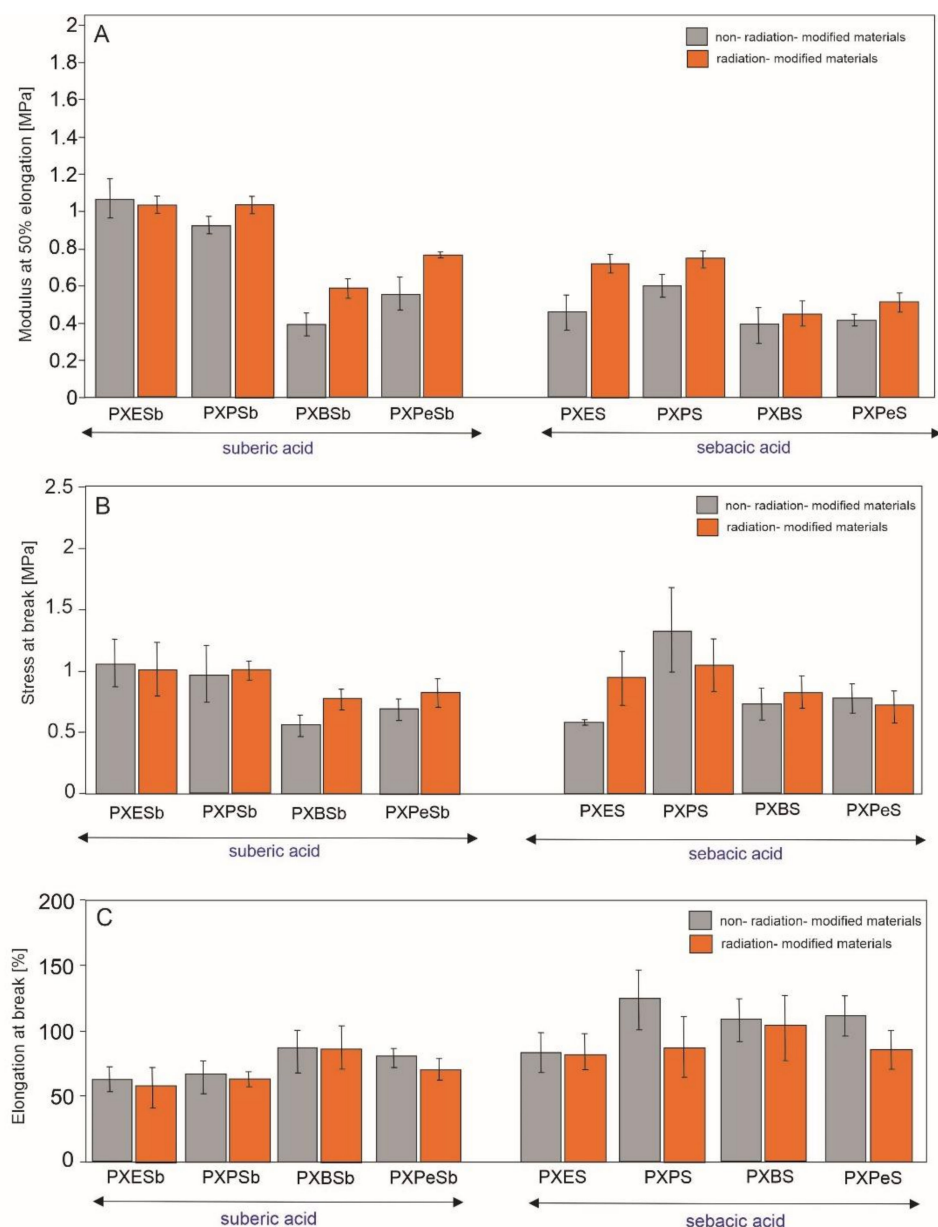 A
non- radiation- modified materials
radiation- modified materials
Modulus at 50% elongation [MPa]
2
1.8
1.6
1.4
1.2
1
0.8
0.6
0.4
0.2
0
PXESb PXPSb PXBSb PXPeSb PXES PXPS PXBS PXPeS
suberic acid sebacic acid
B
non- radiation- modified materials
radiation- modified materials
Stress at break [MPa]
2.5
2
1.5
1
0.5
0
PXESb PXPSb PXBSb PXPeSb PXES PXPS PXBS PXPeS
suberic acid sebacic acid
C
non- radiation- modified materials
radiation- modified materials
Elongation at break [%]
200
150
100
50
0
PXESb PXPSb PXBSb PXPeSb PXES PXPS PXBS PXPeS
suberic acid sebacic acid